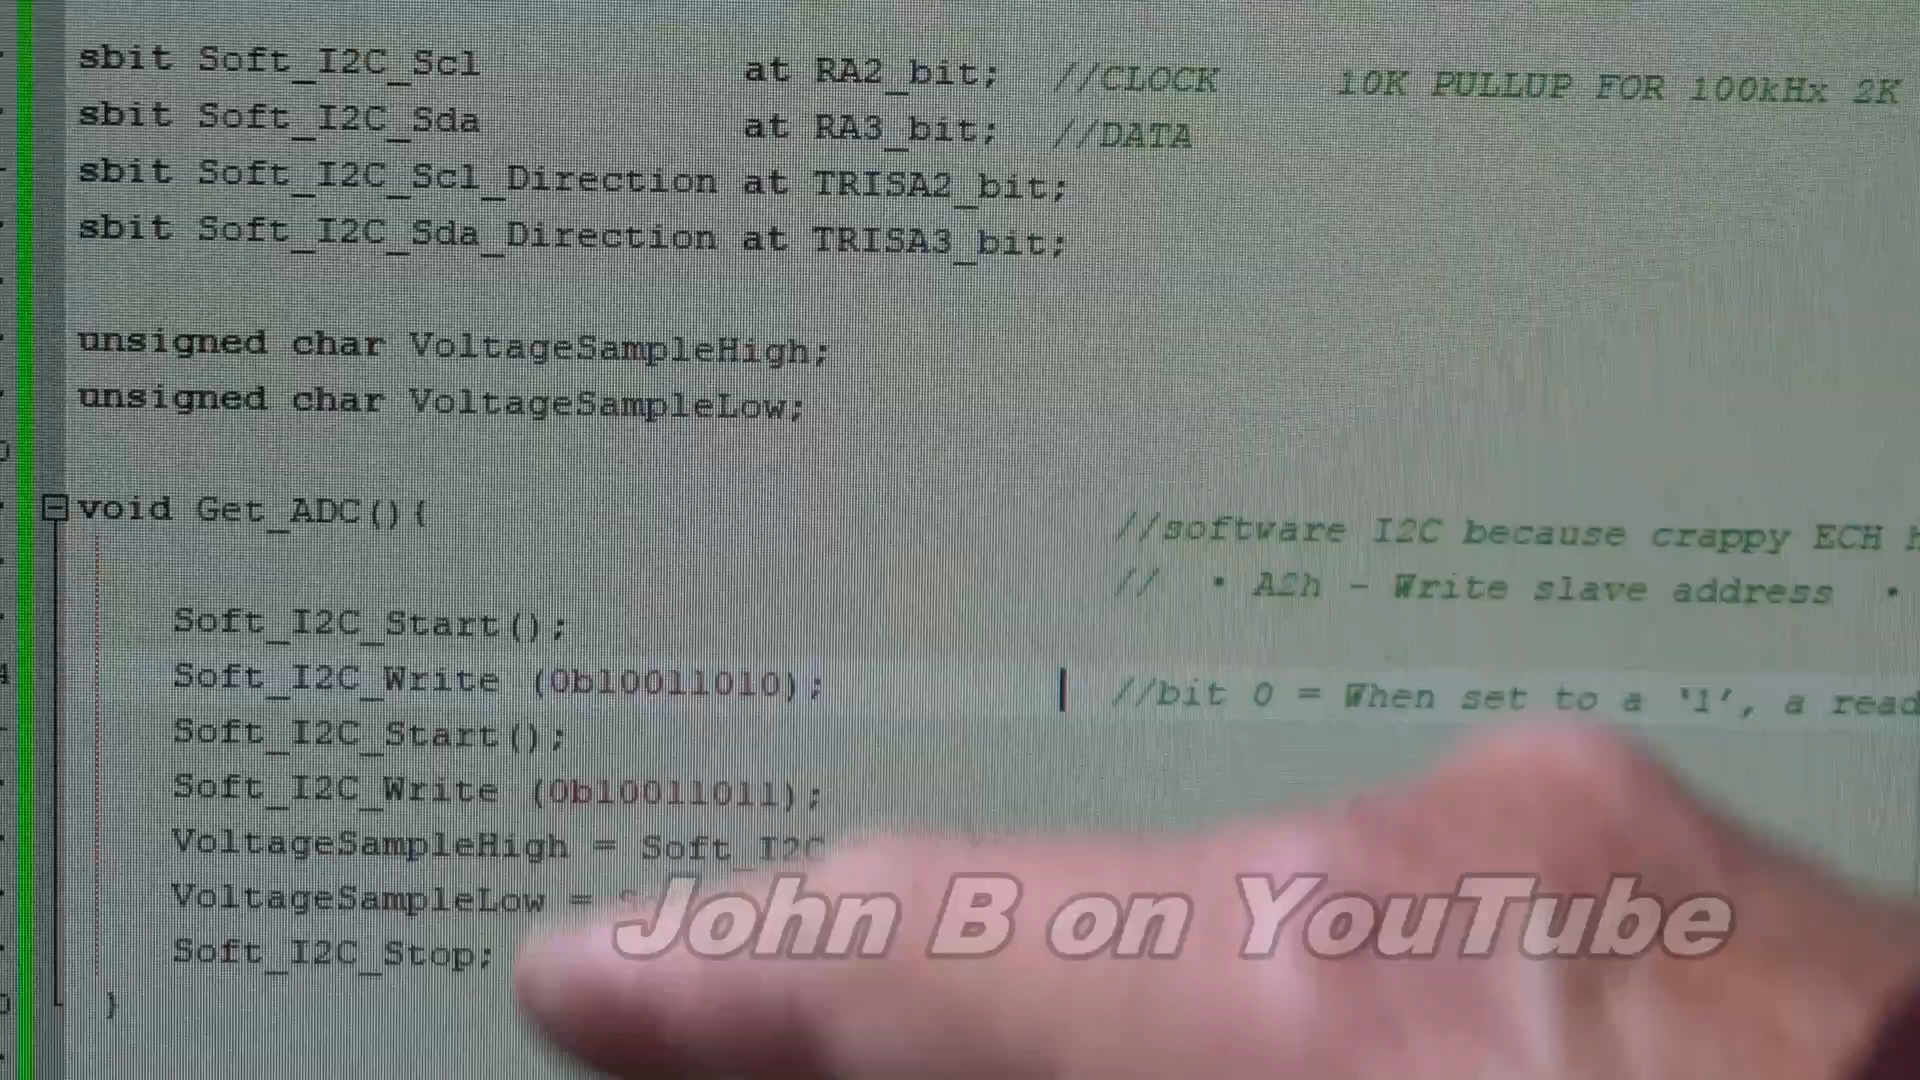 sbit Soft_I2C_Scl at RA2_bit; //CLOCK 10K PULLUP FOR 100kHx 2K
sbit Soft_I2C_Sda at RA3_bit; //DATA
sbit Soft_I2C_Scl_Direction at TRISA2_bit;
sbit Soft_I2C_Sda_Direction at TRISA3_bit;
unsigned char VoltageSampleHigh;
unsigned char VoltageSampleLow;
void Get_ADC(){ //software I2C because crappy ECH
// • A2h - Write slave address •
Soft_I2C_Start();
Soft_I2C_Write (0b10011010); //bit 0 = When set to a '1', a read
Soft_I2C_Start();
Soft_I2C_Write (0b10011011);
VoltageSampleHigh = Soft_I2C
VoltageSampleLow =
Soft_I2C_Stop;
}
John B on YouTube